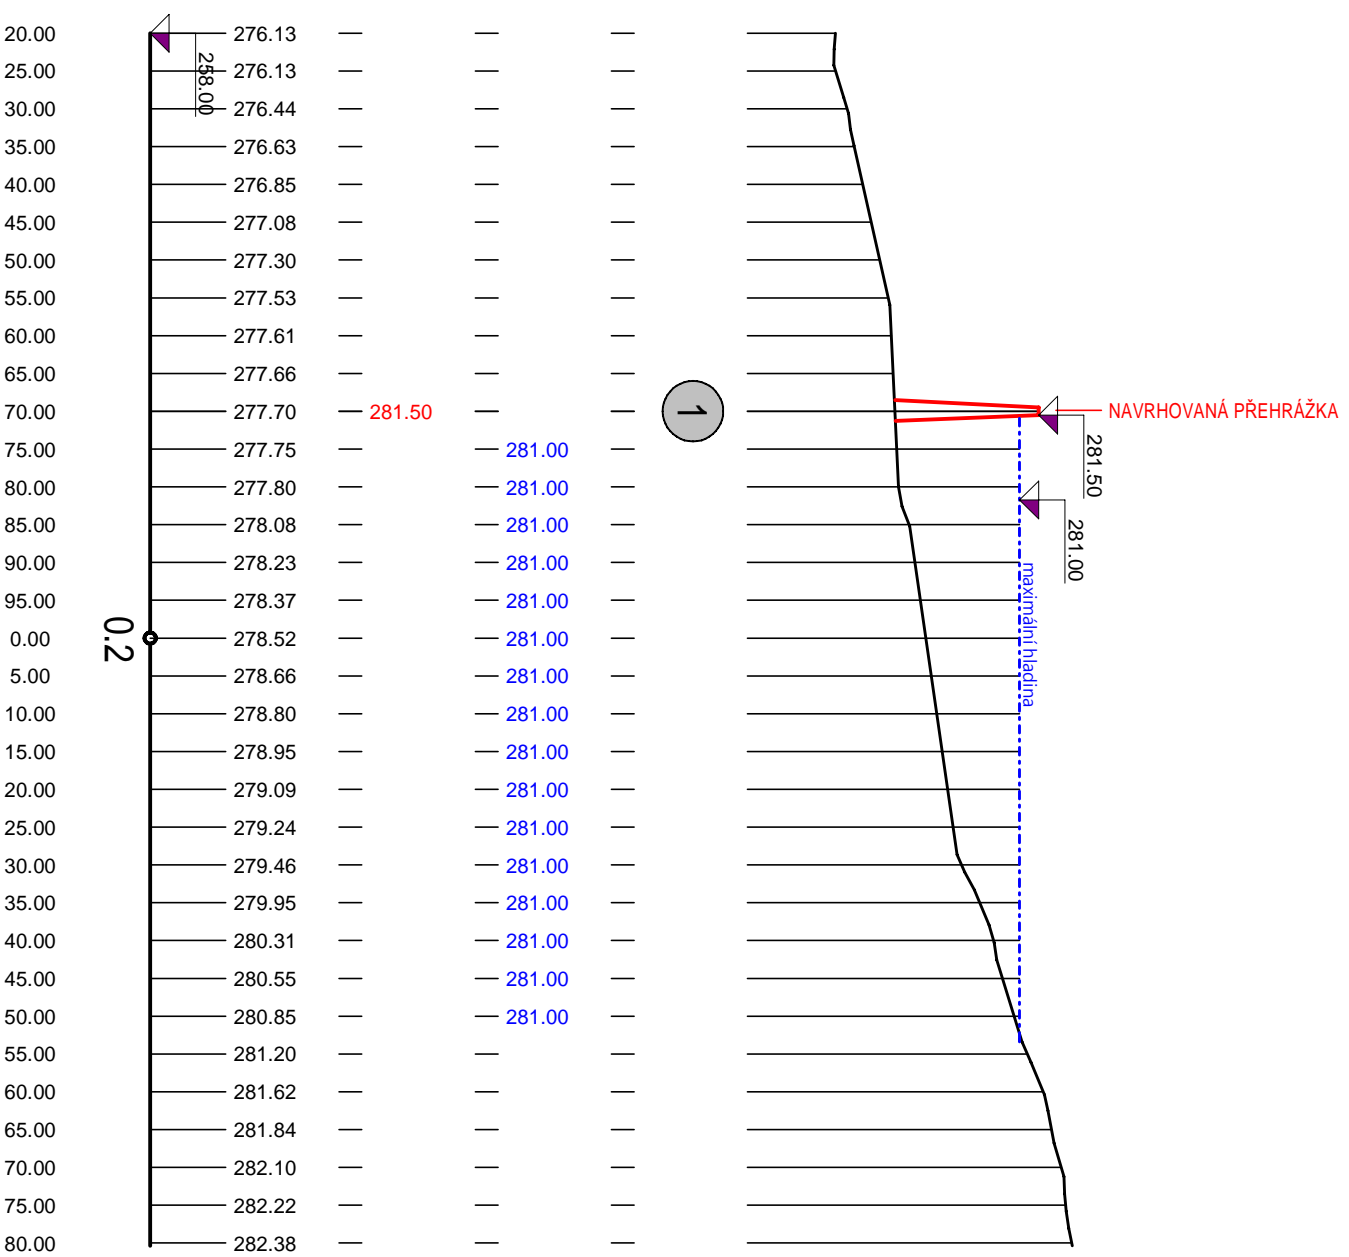 20.00 276.13
258.00
25.00 276.13
30.00 276.44
35.00 276.63
40.00 276.85
45.00 277.08
50.00 277.30
55.00 277.53
60.00 277.61
65.00 277.66
70.00 277.70 281.50 1 NAVRHOVANÁ PŘEHRÁŽKA
281.50
75.00 277.75 281.00
80.00 277.80 281.00
281.00
85.00 278.08 281.00
90.00 278.23 281.00
maximální hladina
95.00 278.37 281.00
0.2
0.00 278.52 281.00
5.00 278.66 281.00
10.00 278.80 281.00
15.00 278.95 281.00
20.00 279.09 281.00
25.00 279.24 281.00
30.00 279.46 281.00
35.00 279.95 281.00
40.00 280.31 281.00
45.00 280.55 281.00
50.00 280.85 281.00
55.00 281.20
60.00 281.62
65.00 281.84
70.00 282.10
75.00 282.22
80.00 282.38